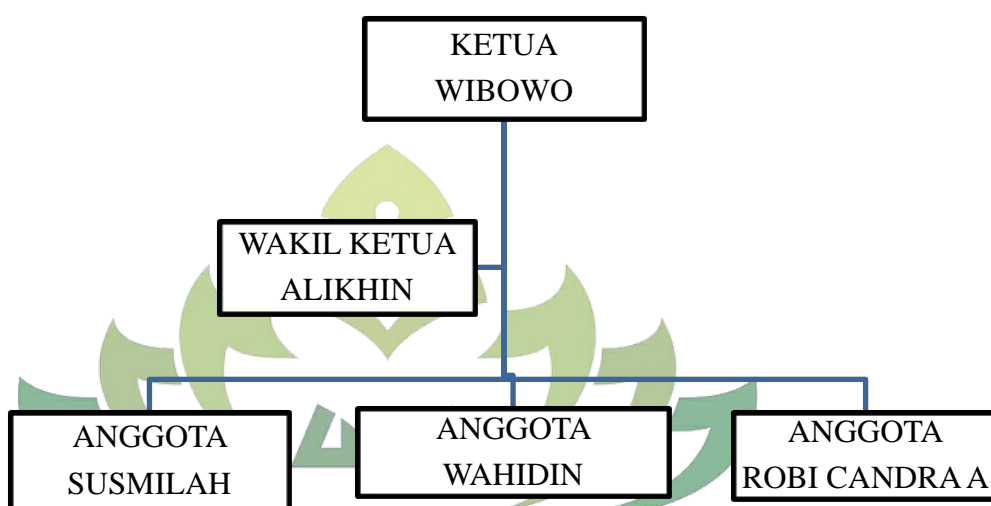 KETUA
WIBOWO
WAKIL KETUA
ALIKHIN
ANGGOTA
SUSMILAH
ANGGOTA
WAHIDIN
ANGGOTA
ROBI CANDRA A